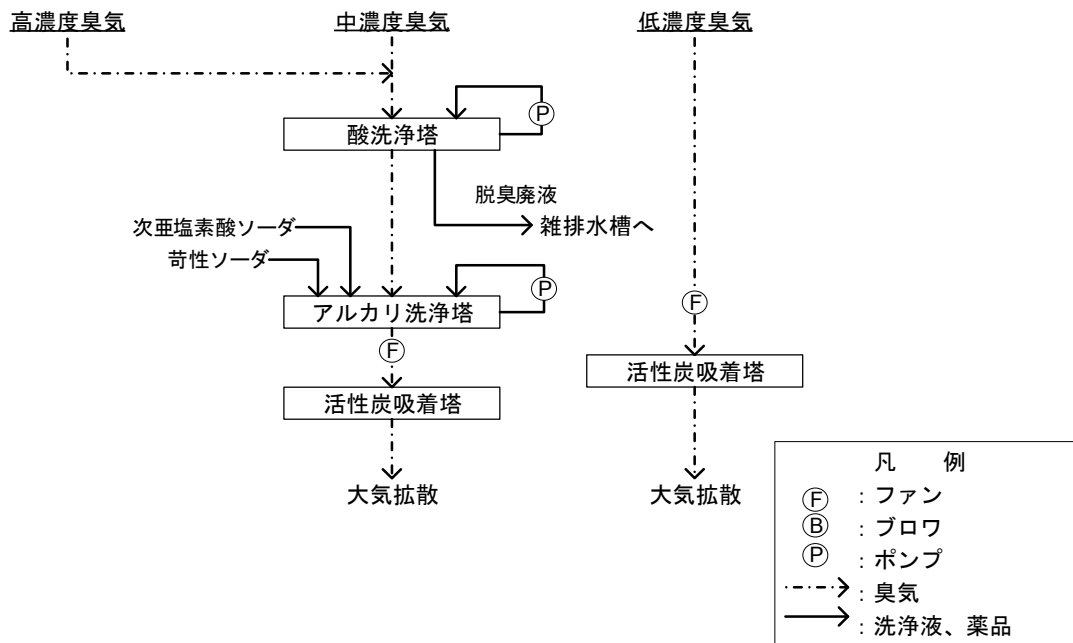 高濃度臭気
中濃度臭気
低濃度臭気
P
酸洗浄塔
脱臭廃液
雑排水槽へ
次亜塩素酸ソーダ
苛性ソーダ
P
アルカリ洗浄塔
F
F
活性炭吸着塔
活性炭吸着塔
大気拡散
大気拡散
凡 例
F :ファン
B :ブロワ
P :ポンプ
:臭気
:洗浄液、薬品